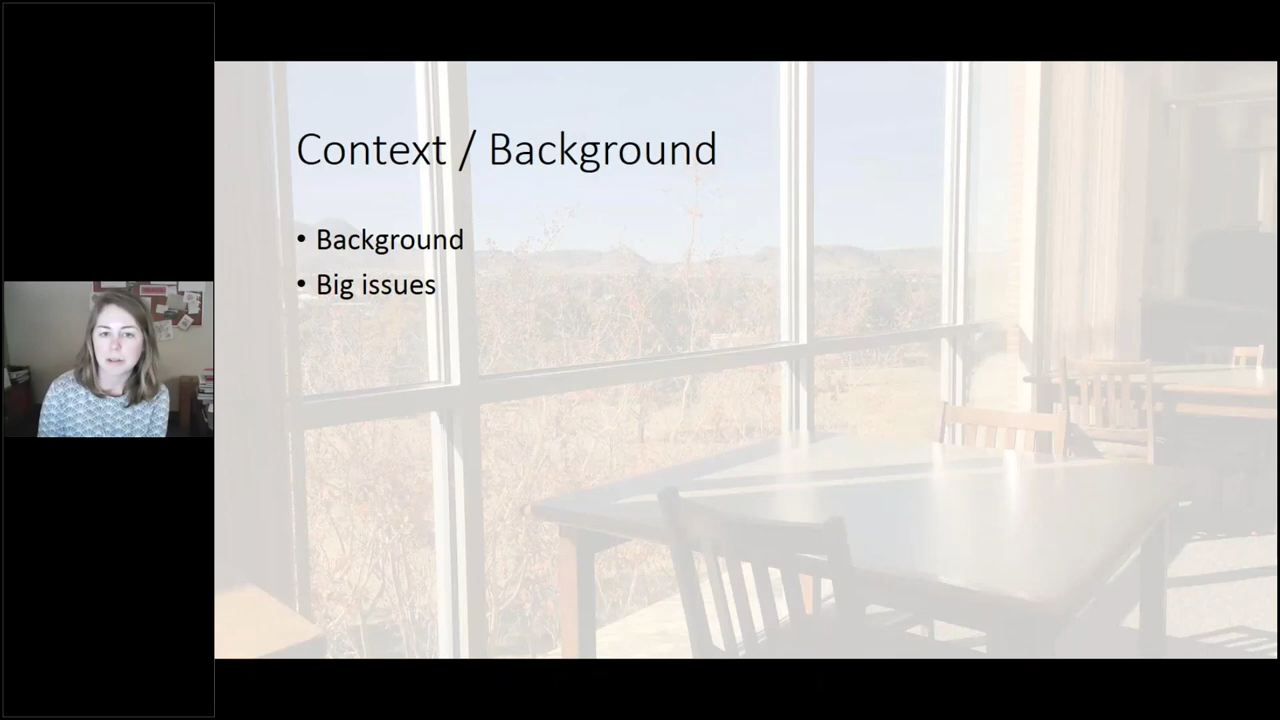 Context / Background
• Background
• Big issues